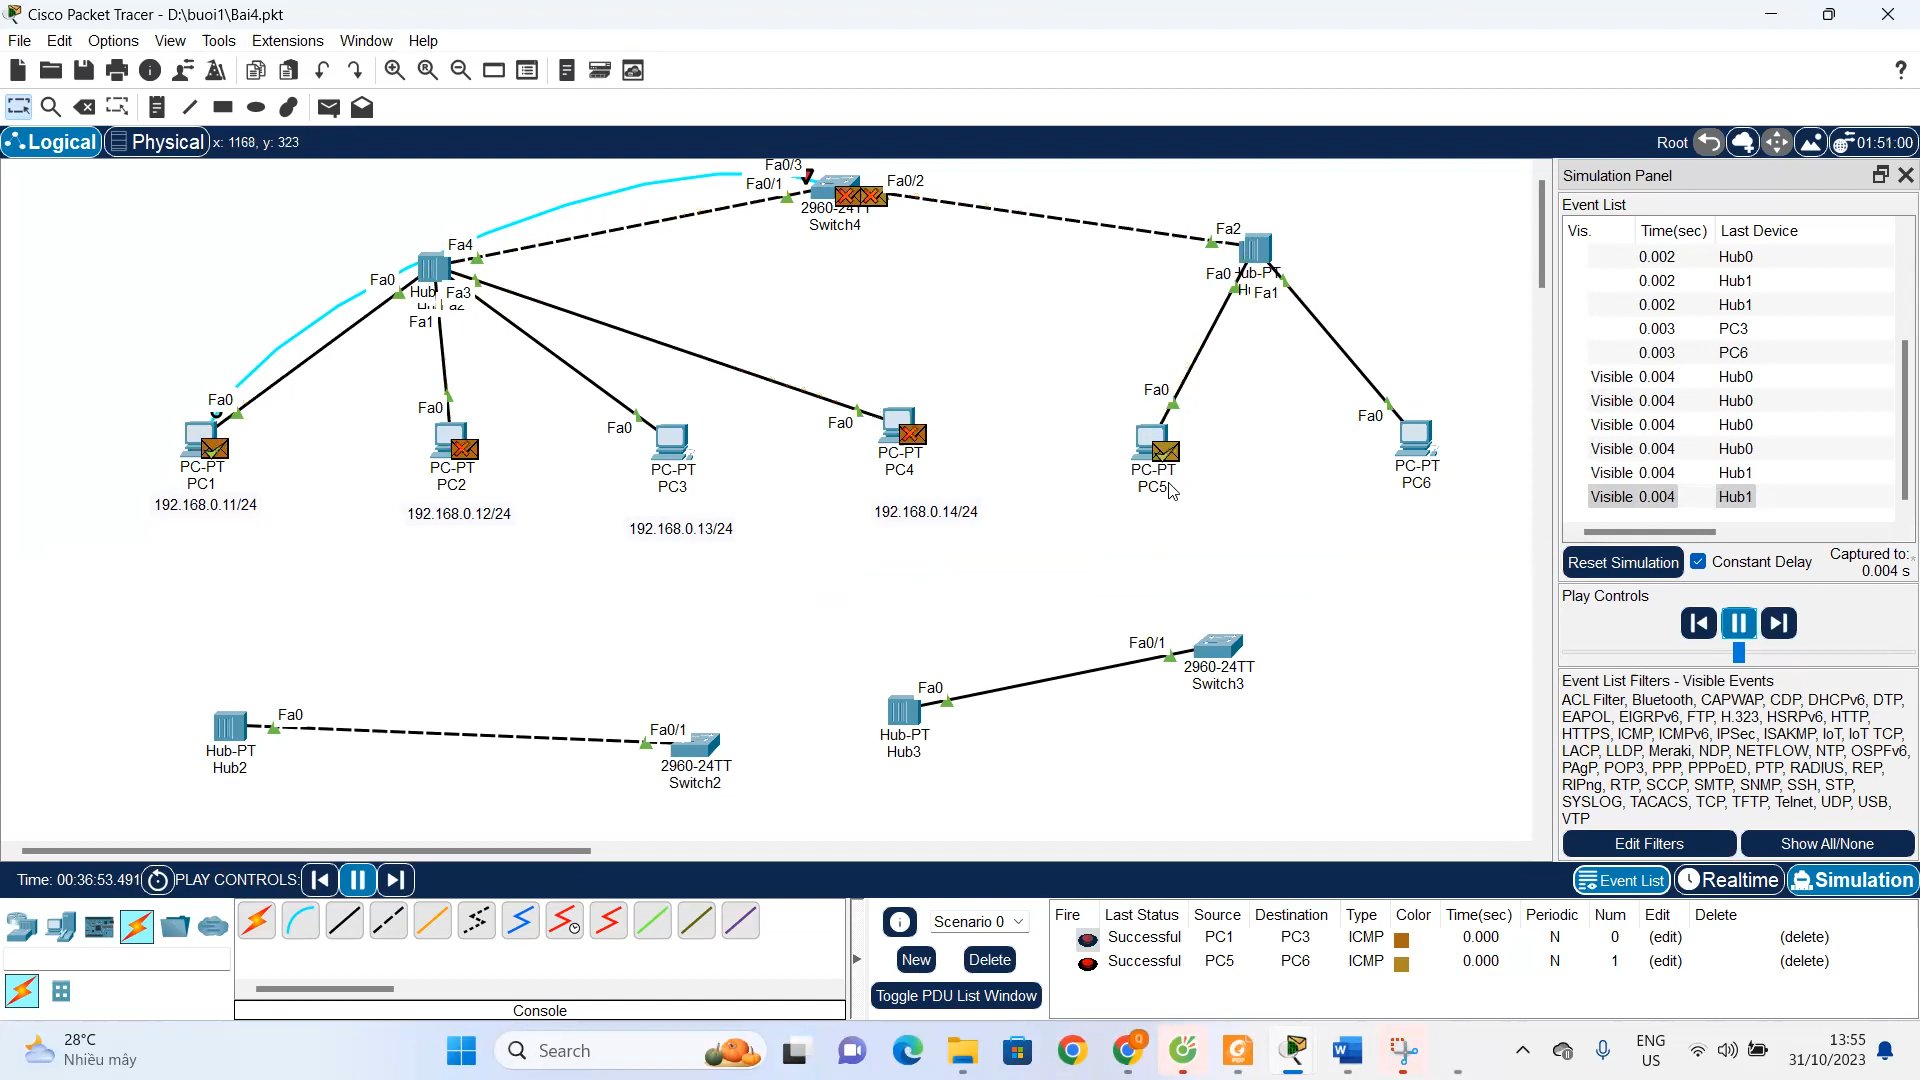 Cisco Packet Tracer - D:\buoi1\Bai4.pkt
File Edit Options View Tools Extensions Window Help
?
Logical Physical x: 1168, y: 323
Root 01:51:00
Fa0/3
Fa0/1
Fa0/2
2960-24TT
Switch4
Fa4
Fa0
Hub
Fa3
Fa2
Fa1
Fa2
Fa0
Hub-PT
Fa1
Fa0
PC-PT
PC1
192.168.0.11/24
Fa0
PC-PT
PC2
192.168.0.12/24
Fa0
PC-PT
PC3
192.168.0.13/24
Fa0
PC-PT
PC4
192.168.0.14/24
Fa0
PC-PT
PC5
Fa0
PC-PT
PC6
Fa0
Hub-PT
Hub2
Fa0/1
2960-24TT
Switch2
Fa0
Hub-PT
Hub3
Fa0/1
2960-24TT
Switch3
Simulation Panel
Event List
Vis. Time(sec) Last Device
0.002 Hub0
0.002 Hub1
0.002 Hub1
0.003 PC3
0.003 PC6
Visible 0.004 Hub0
Visible 0.004 Hub0
Visible 0.004 Hub0
Visible 0.004 Hub0
Visible 0.004 Hub1
Visible 0.004 Hub1
Reset Simulation Constant Delay Captured to:
0.004 s
Play Controls
Event List Filters - Visible Events
ACL Filter, Bluetooth, CAPWAP, CDP, DHCPv6, DTP,
EAPOL, EIGRPv6, FTP, H.323, HSRPv6, HTTP,
HTTPS, ICMP, ICMPv6, IPSec, ISAKMP, IoT, IoT TCP,
LACP, LLDP, Meraki, NDP, NETFLOW, NTP, OSPFv6,
PAgP, POP3, PPP, PPPoED, PTP, RADIUS, REP,
RIPng, RTP, SCCP, SMTP, SNMP, SSH, STP,
SYSLOG, TACACS, TCP, TFTP, Telnet, UDP, USB,
VTP
Edit Filters Show All/None
Time: 00:36:53.491 PLAY CONTROLS:
Event List Realtime Simulation
Console
Scenario 0
New Delete
Toggle PDU List Window
Fire Last Status Source Destination Type Color Time(sec) Periodic Num Edit Delete
Successful PC1 PC3 ICMP 0.000 N 0 (edit) (delete)
Successful PC5 PC6 ICMP 0.000 N 1 (edit) (delete)
28°C
Nhiều mây
Search
ENG
US
13:55
31/10/2023